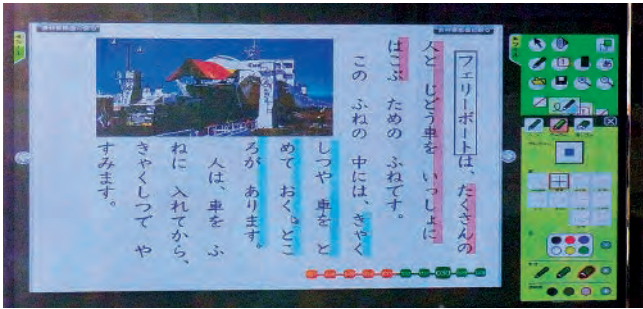 フェリーボートは、たくさんの
人と じどう車を いっしょに
はこぶ ための ふねです。
この ふねの 中には、きゃく
しつや 車を と
めて おく。とこ
ろが あります。
人は、車を ふ
ねに 入れてから、
きゃくしつで や
すみます。